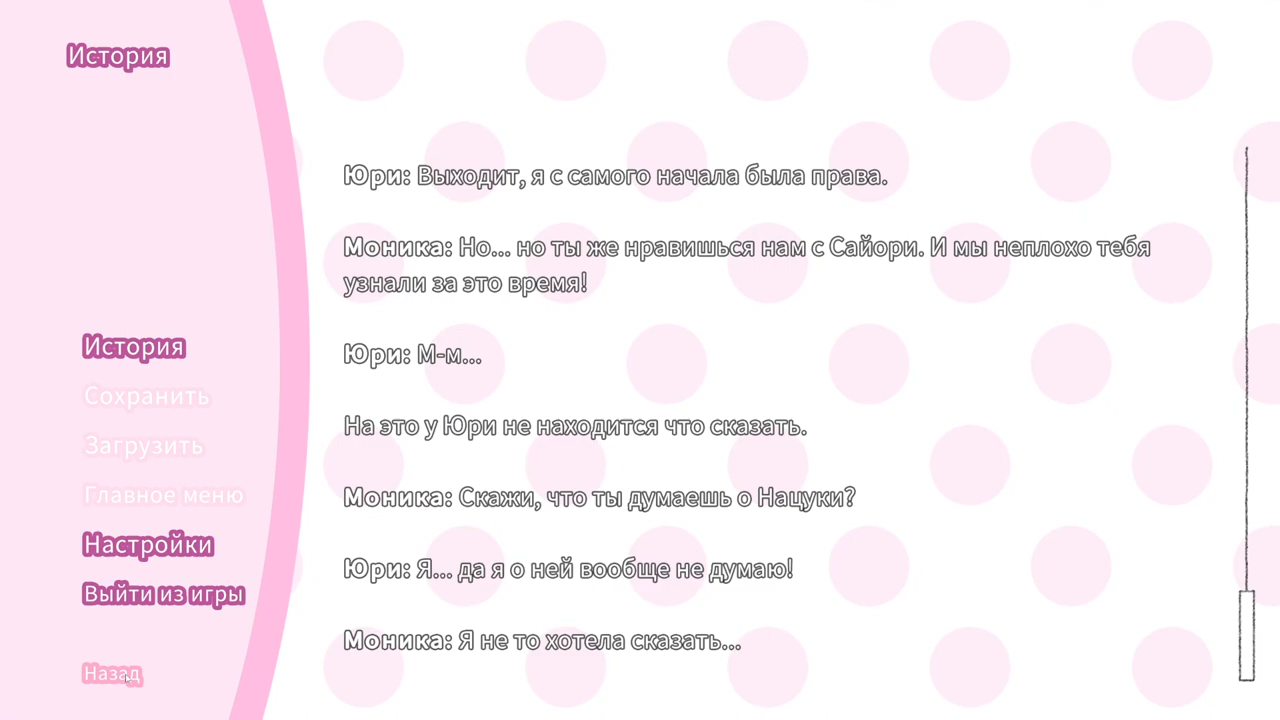 История
История
Сохранить
Загрузить
Главное меню
Настройки
Выйти из игры
Назад
Юри: Выходит, я с самого начала была права.
Моника: Но... но ты же нравишься нам с Сайори. И мы неплохо тебя
узнали за это время!
Юри: М-м...
На это у Юри не находится что сказать.
Моника: Скажи, что ты думаешь о Нацуки?
Юри: Я... да я о ней вообще не думаю!
Моника: Я не то хотела сказать...